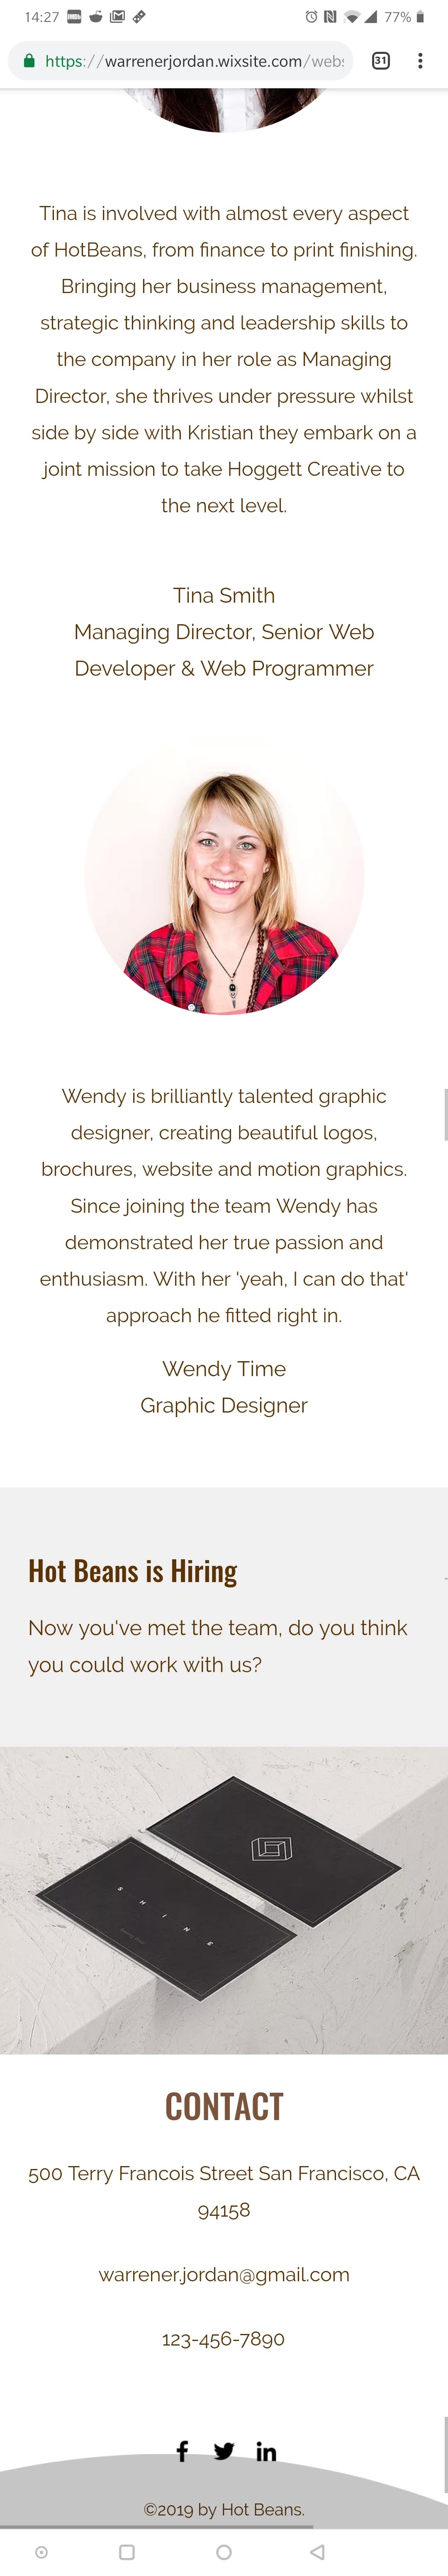 14:27
77%
https://warrenerjordan.wixsite.com/webs
31
Tina is involved with almost every aspect
of HotBeans, from finance to print finishing.
Bringing her business management,
strategic thinking and leadership skills to
the company in her role as Managing
Director, she thrives under pressure whilst
side by side with Kristian they embark on a
joint mission to take Hoggett Creative to
the next level.
Tina Smith
Managing Director, Senior Web
Developer & Web Programmer
Wendy is brilliantly talented graphic
designer, creating beautiful logos,
brochures, website and motion graphics.
Since joining the team Wendy has
demonstrated her true passion and
enthusiasm. With her 'yeah, I can do that'
approach he fitted right in.
Wendy Time
Graphic Designer
Hot Beans is Hiring
Now you've met the team, do you think
you could work with us?
SHINE
CONTACT
500 Terry Francois Street San Francisco, CA
94158
warrener.jordan@gmail.com
123-456-7890
©2019 by Hot Beans.